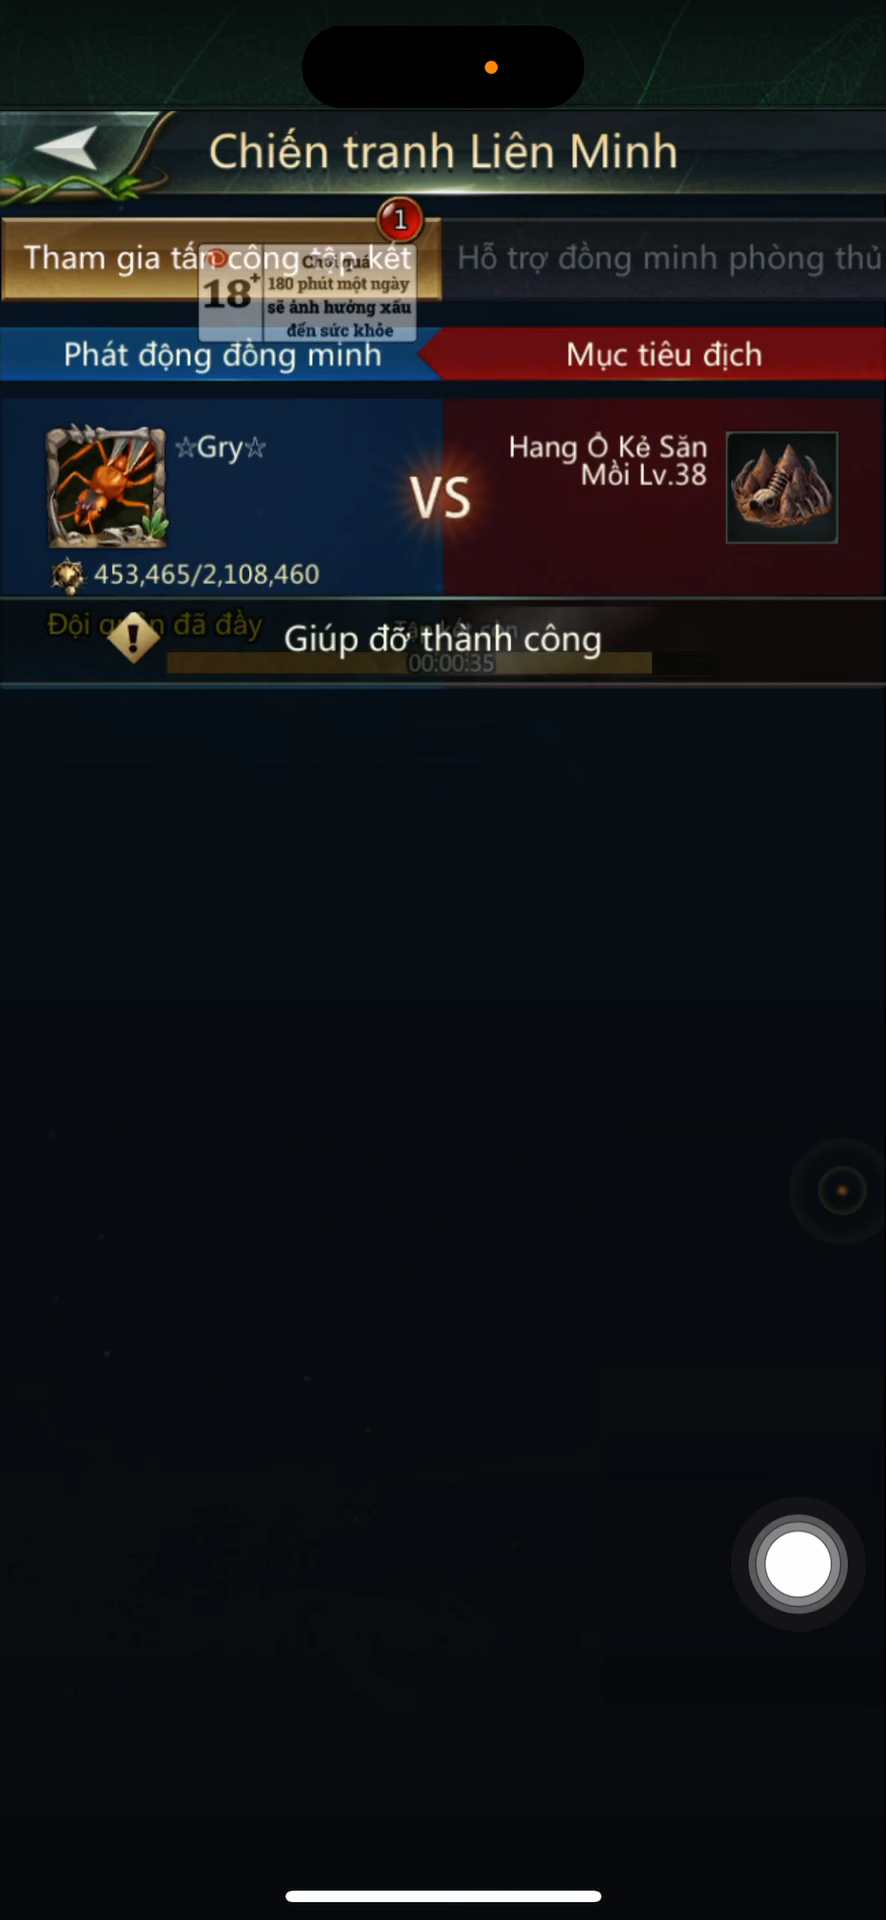 Chiến tranh Liên Minh
1
Tham gia tấn công tập kết
Hỗ trợ đồng minh phòng thủ
18+
Chơi quá
180 phút một ngày
sẽ ảnh hưởng xấu
đến sức khỏe
Phát động đồng minh
Mục tiêu địch
☆Gry☆
VS
Hang Ổ Kẻ Săn
Mồi Lv.38
453,465/2,108,460
Đội quân đã đầy
Tập kết còn
Giúp đỡ thành công
00:00:35